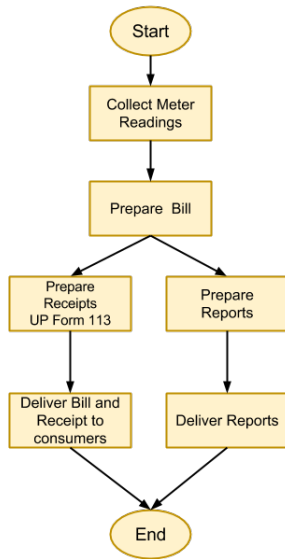 Start
Collect Meter
Readings
Prepare Bill
Prepare
Receipts
UP Form 113
Prepare
Reports
Deliver Bill and
Receipt to
consumers
Deliver Reports
End